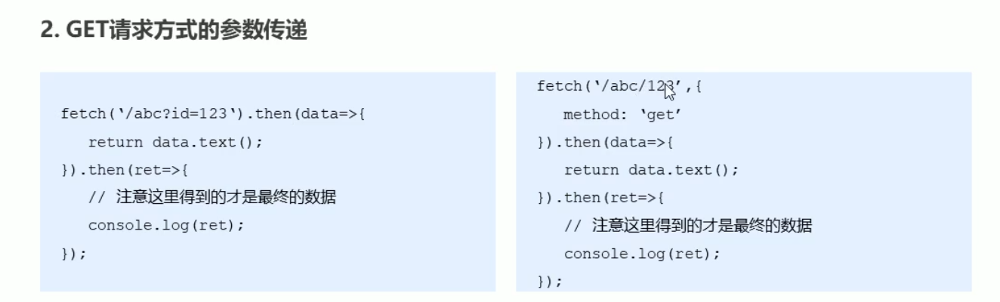 2. GET请求方式的参数传递
fetch(‘/abc?id=123‘).then(data=>{
return data.text();
}).then(ret=>{
// 注意这里得到的才是最终的数据
console.log(ret);
});
fetch(‘/abc/123’,{
method: ‘get’
}).then(data=>{
return data.text();
}).then(ret=>{
// 注意这里得到的才是最终的数据
console.log(ret);
});